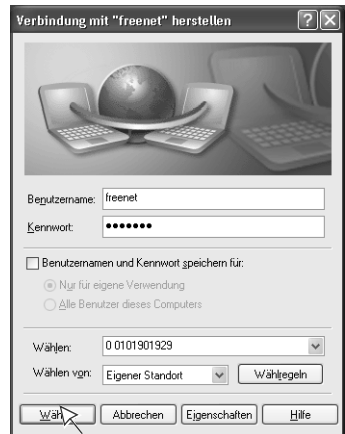 Verbindung mit "freenet" herstellen
Benutzername: freenet
Kennwort: •••••••
Benutzernamen und Kennwort speichern für:
Nur für eigene Verwendung
Alle Benutzer dieses Computers
Wählen: 0 0101901929
Wählen von: Eigener Standort Wählregeln
Abbrechen Eigenschaften Hilfe